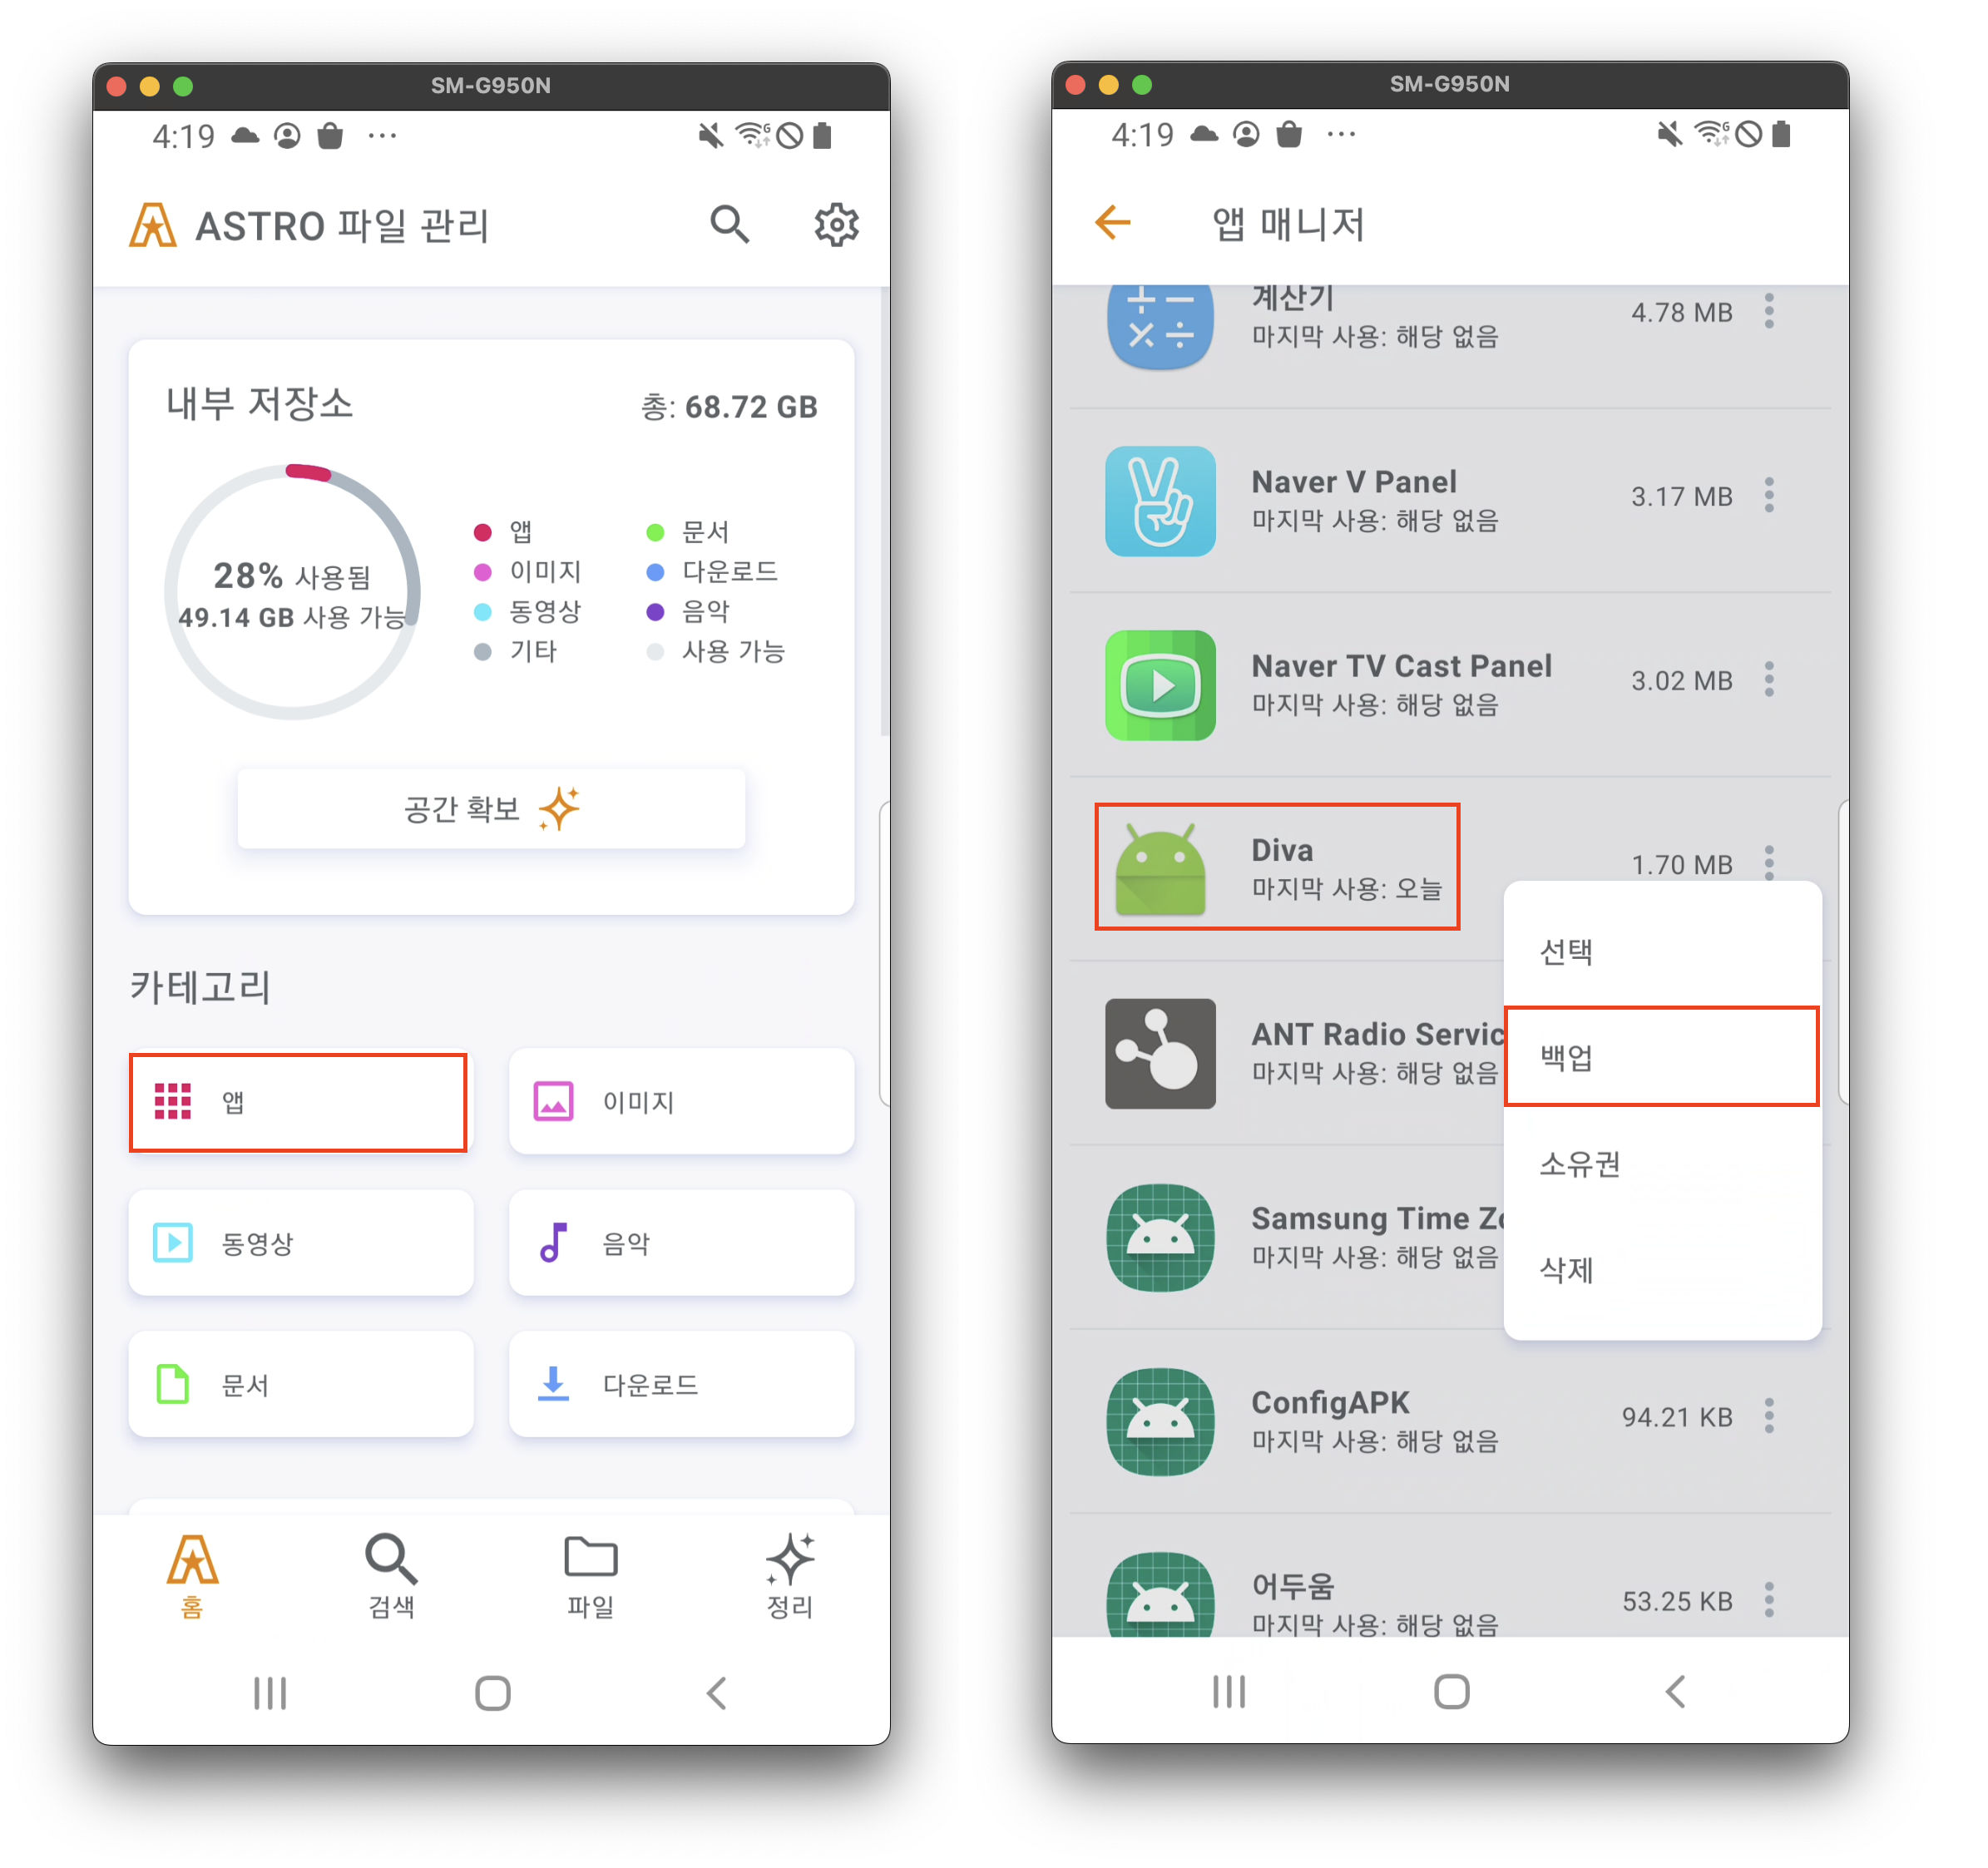 SM-G950N
4:19
ASTRO 파일 관리
내부 저장소
총: 68.72 GB
28% 사용됨
49.14 GB 사용 가능
앱
문서
이미지
다운로드
동영상
음악
기타
사용 가능
공간 확보
카테고리
앱
이미지
동영상
음악
문서
다운로드
홈
검색
파일
정리
SM-G950N
4:19
앱 매니저
계산기
마지막 사용: 해당 없음
4.78 MB
Naver V Panel
마지막 사용: 해당 없음
3.17 MB
Naver TV Cast Panel
마지막 사용: 해당 없음
3.02 MB
Diva
마지막 사용: 오늘
1.70 MB
선택
백업
소유권
삭제
ANT Radio Servic
마지막 사용: 해당 없음
Samsung Time Zo
마지막 사용: 해당 없음
ConfigAPK
마지막 사용: 해당 없음
94.21 KB
어두움
마지막 사용: 해당 없음
53.25 KB